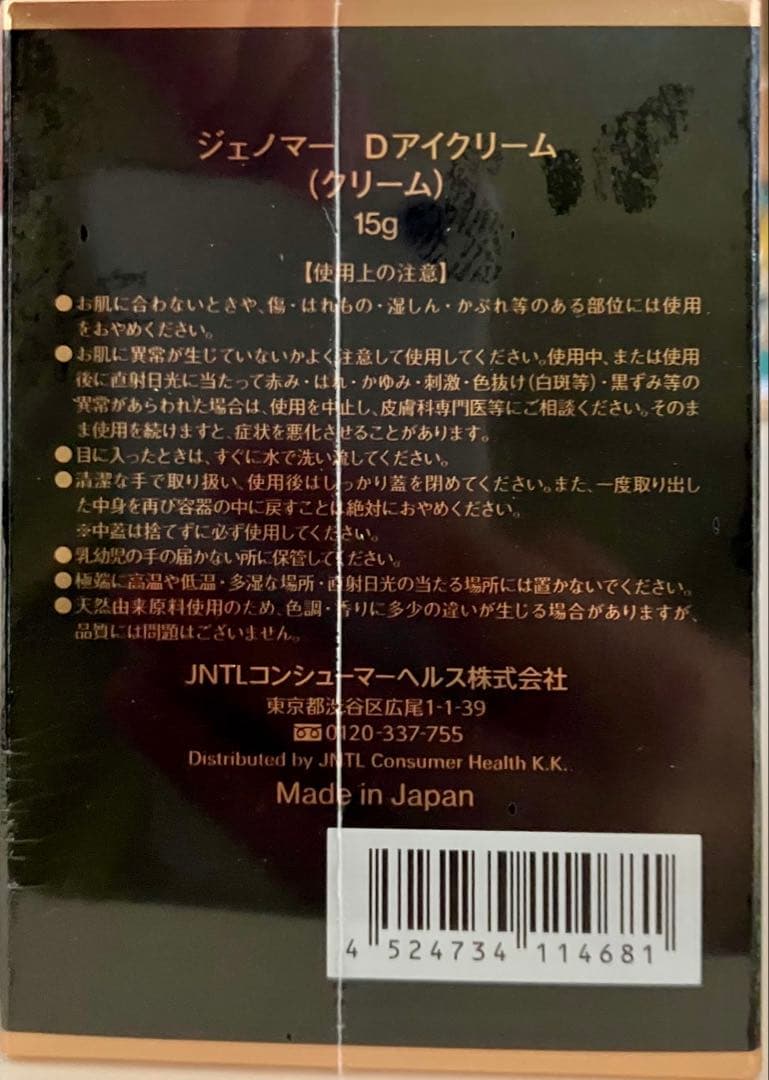 ジェノマー Dアイクリーム
(クリーム)
15g
【使用上の注意】
●お肌に合わないときや、傷・はれもの・湿しん・かぶれ等のある部位には使用
をおやめください。
●お肌に異常が生じていないかよく注意して使用してください。使用中、または使用
後に直射日光に当たって赤み・はれ・かゆみ・刺激・色抜け(白斑等)・黒ずみ等の
異常があらわれた場合は、使用を中止し、皮膚科専門医等にご相談ください。そのま
ま使用を続けますと、症状を悪化させることがあります。
●目に入ったときは、すぐに水で洗い流してください。
●清潔な手で取り扱い、使用後はしっかり蓋を閉めてください。また、一度取り出し
た中身を再び容器の中に戻すことは絶対におやめください。
※中蓋は捨てずに必ず使用してください。
●乳幼児の手の届かない所に保管してください。
●極端に高温や低温・多湿な場所・直射日光の当たる場所には置かないでください。
●天然由来原料使用のため、色調・香りに多少の違いが生じる場合がありますが、
品質には問題はございません。
JNTLコンシューマーヘルス株式会社
東京都渋谷区広尾1-1-39
0120-337-755
Distributed by JNTL Consumer Health K.K.
Made in Japan
4 524734 114681